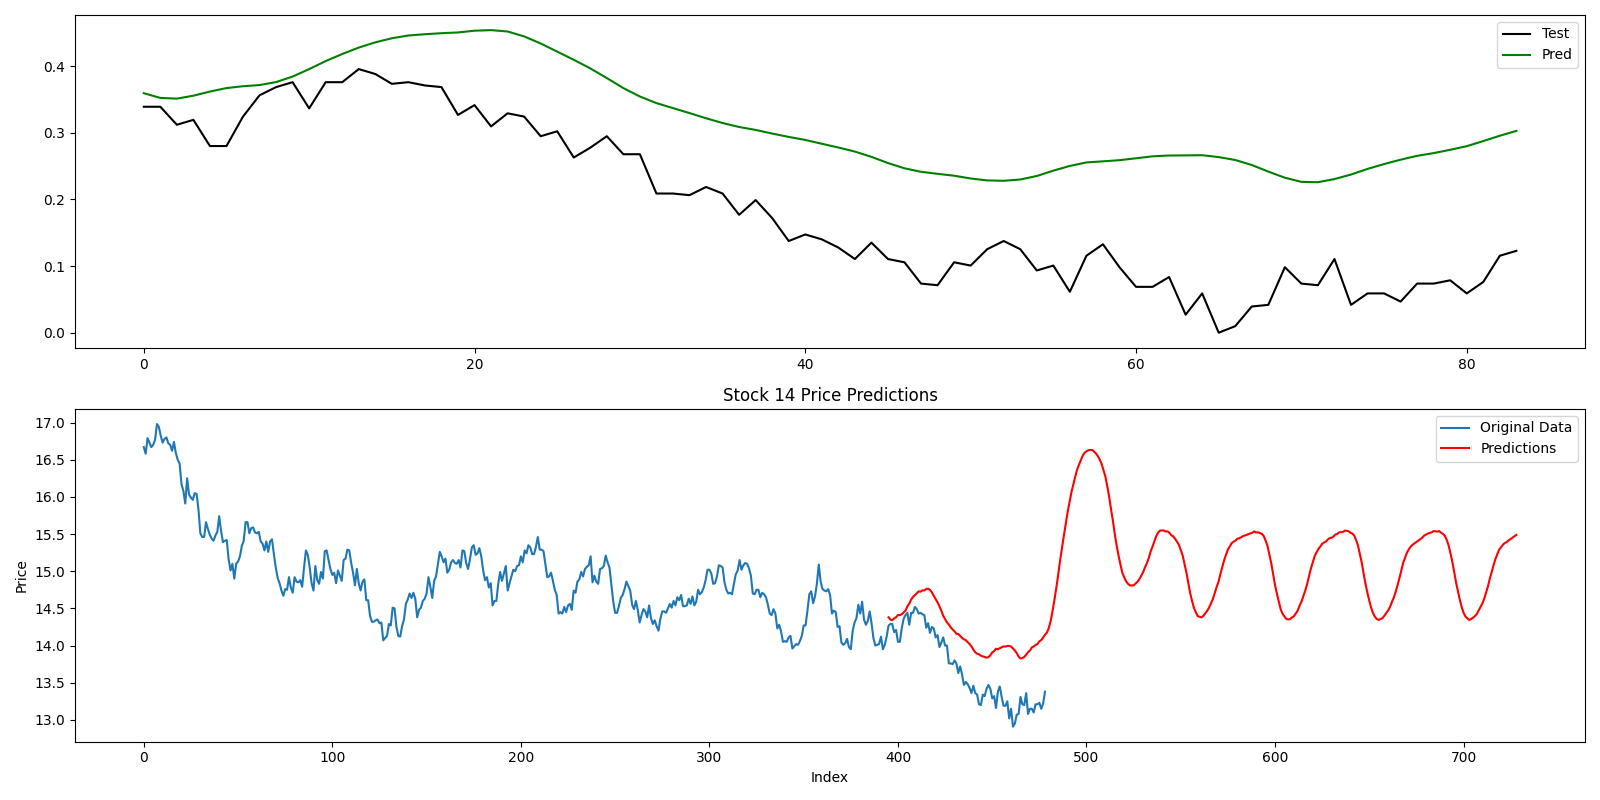 Test
Pred
0.4
0.3
0.2
0.1
0.0
0 20 40 60 80
Stock 14 Price Predictions
Original Data
Predictions
17.0
16.5
16.0
15.5
15.0
14.5
14.0
13.5
13.0
Price
0 100 200 300 400 500 600 700
Index